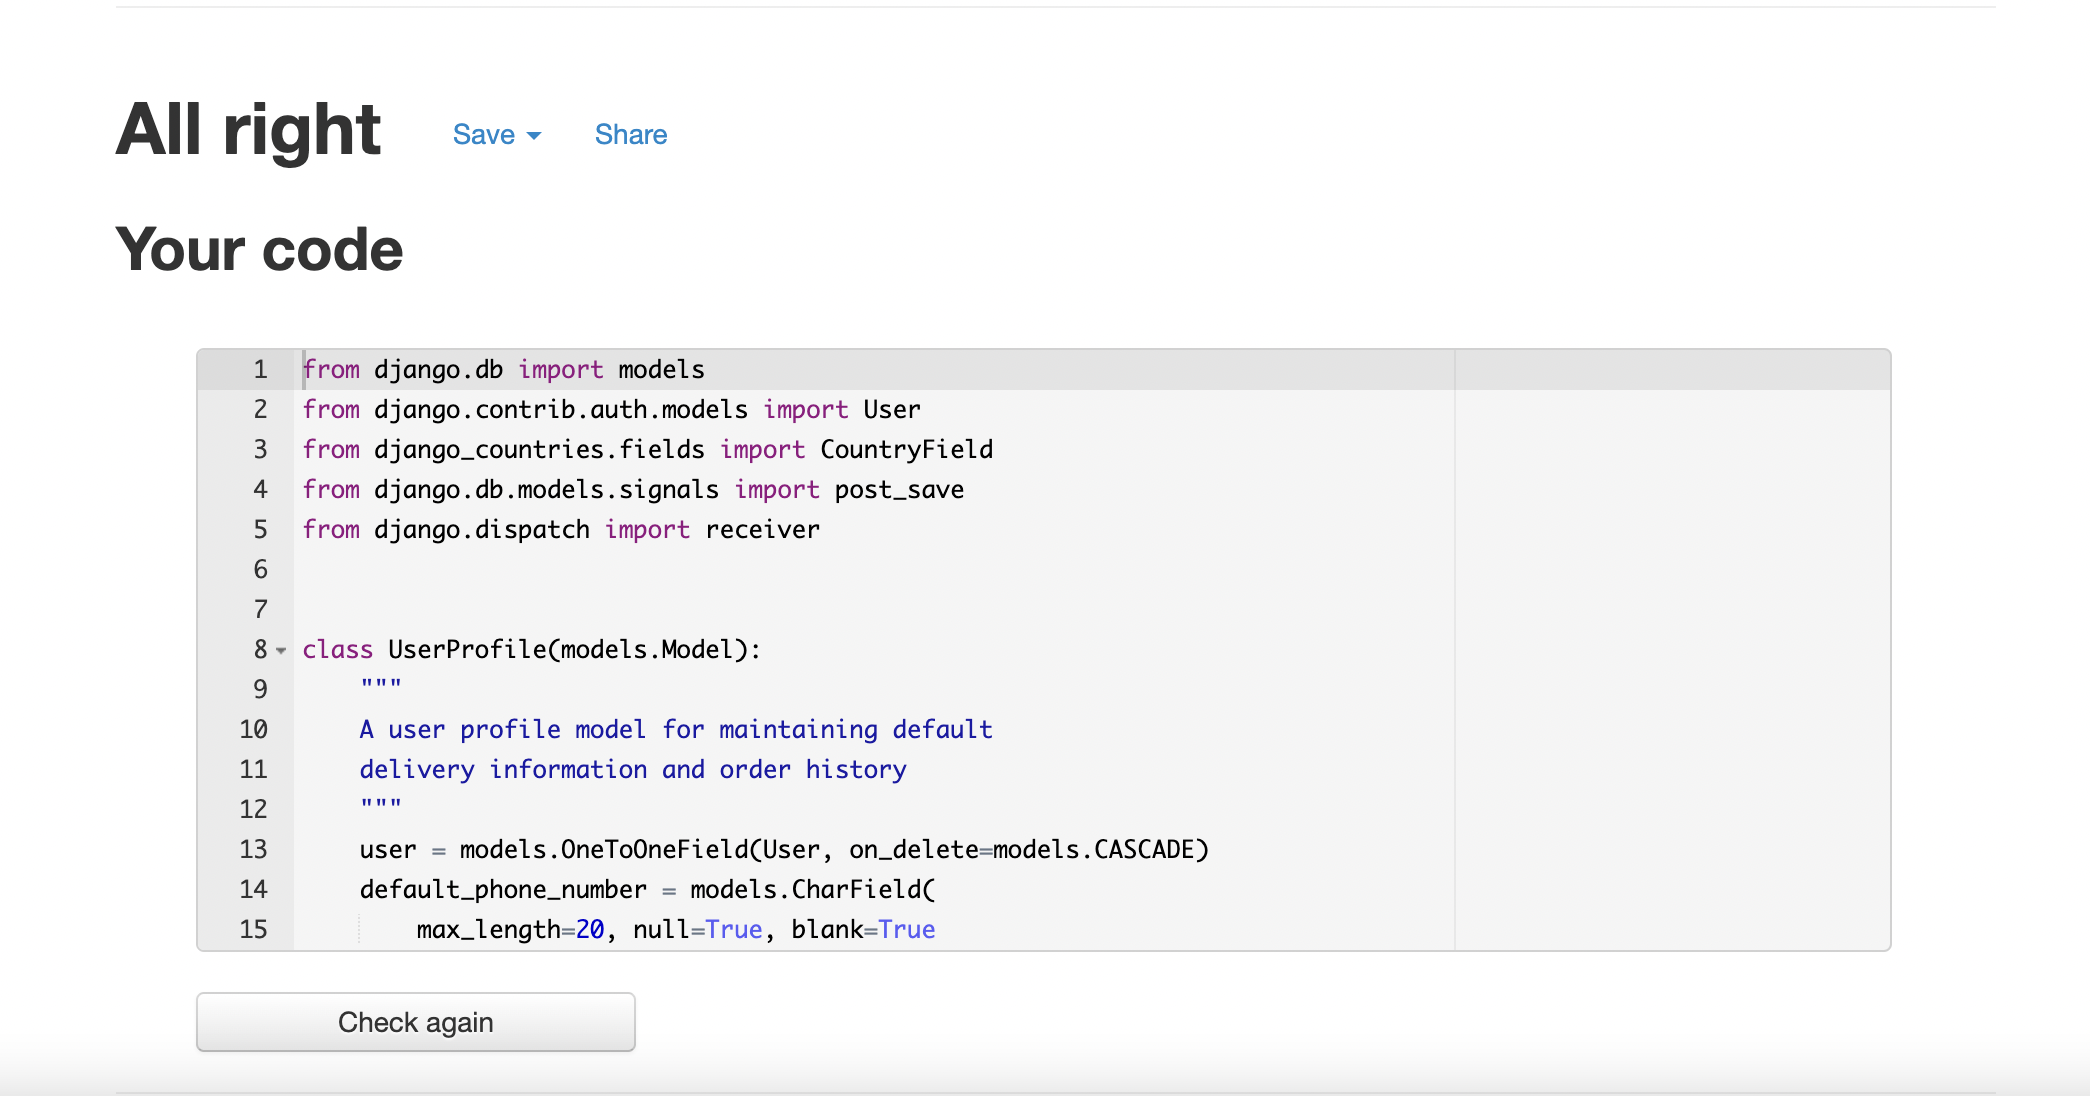 All right Save Share
Your code
1 from django.db import models
2 from django.contrib.auth.models import User
3 from django_countries.fields import CountryField
4 from django.db.models.signals import post_save
5 from django.dispatch import receiver
6
7
8 class UserProfile(models.Model):
9     """
10     A user profile model for maintaining default
11     delivery information and order history
12     """
13     user = models.OneToOneField(User, on_delete=models.CASCADE)
14     default_phone_number = models.CharField(
15         max_length=20, null=True, blank=True
Check again